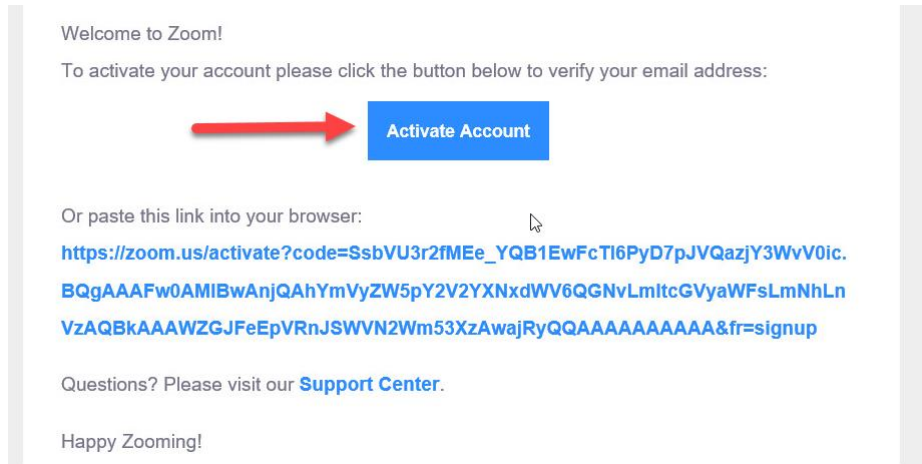 Welcome to Zoom!
To activate your account please click the button below to verify your email address:
Activate Account
Or paste this link into your browser:
https://zoom.us/activate?code=SsbVU3r2fMEe_YQB1EwFcTl6PyD7pJVQazjY3WvV0ic.
BQgAAAFw0AMlBwAnjQAhYmVyZW5pY2V2YXNxdWV6QGNvLmltcGVyaWFsLmNhLn
VzAQBkAAAWZGJFeEpVRnJSWVN2Wm53XzAwajRyQQAAAAAAAAAA&fr=signup
Questions? Please visit our Support Center.
Happy Zooming!